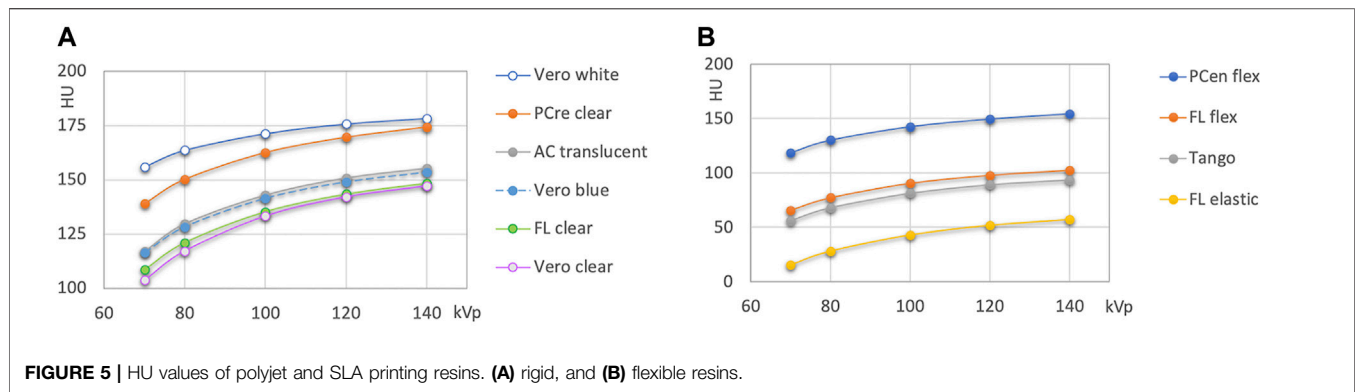 A
200
HU
175
150
125
100
60
80
100
120
140
kVp
Vero white
PCre clear
AC translucent
Vero blue
FL clear
Vero clear
B
200
HU
150
100
50
0
60
80
100
120
140
kVp
PCen flex
FL flex
Tango
FL elastic
FIGURE 5 | HU values of polyjet and SLA printing resins. (A) rigid, and (B) flexible resins.